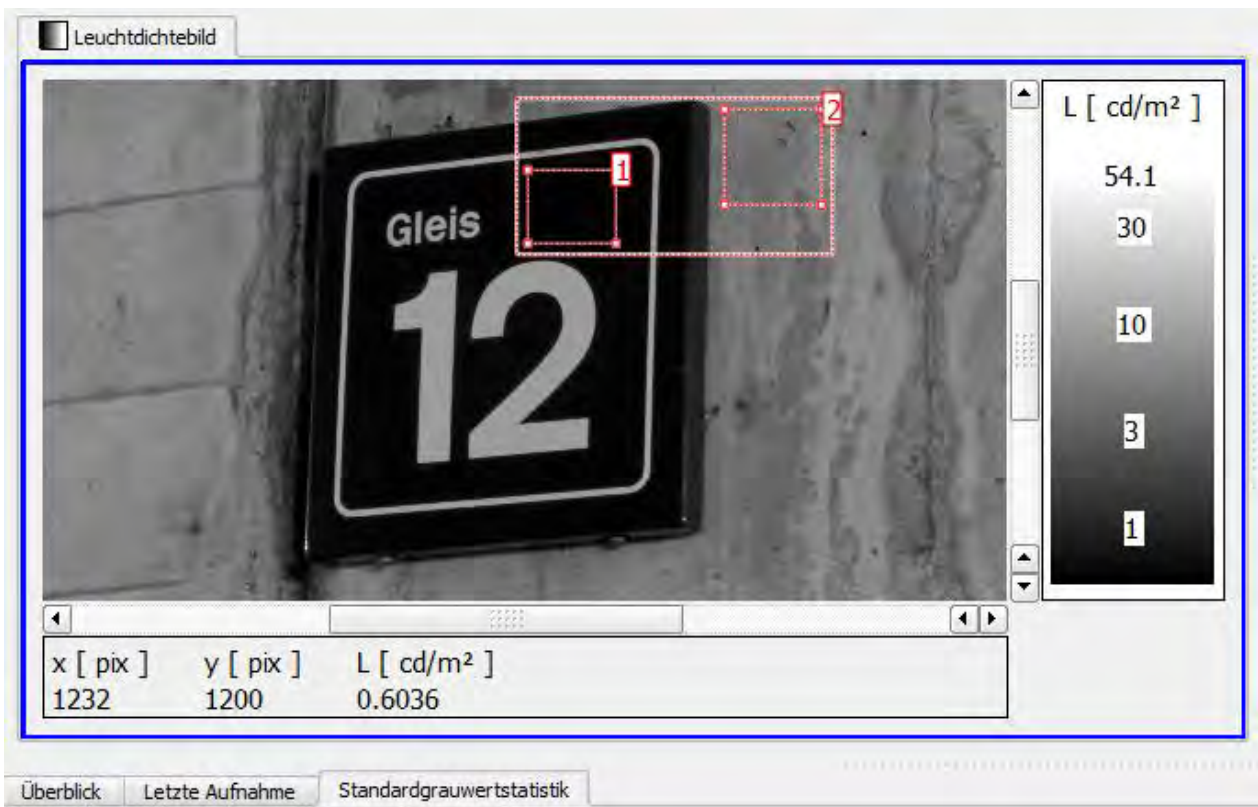 Leuchtdichtebild
L [ cd/m² ]
54.1
30
10
3
1
2
1
Gleis
12
x [ pix ] y [ pix ] L [ cd/m² ]
1232 1200 0.6036
Überblick Letzte Aufnahme Standardgrauwertstatistik